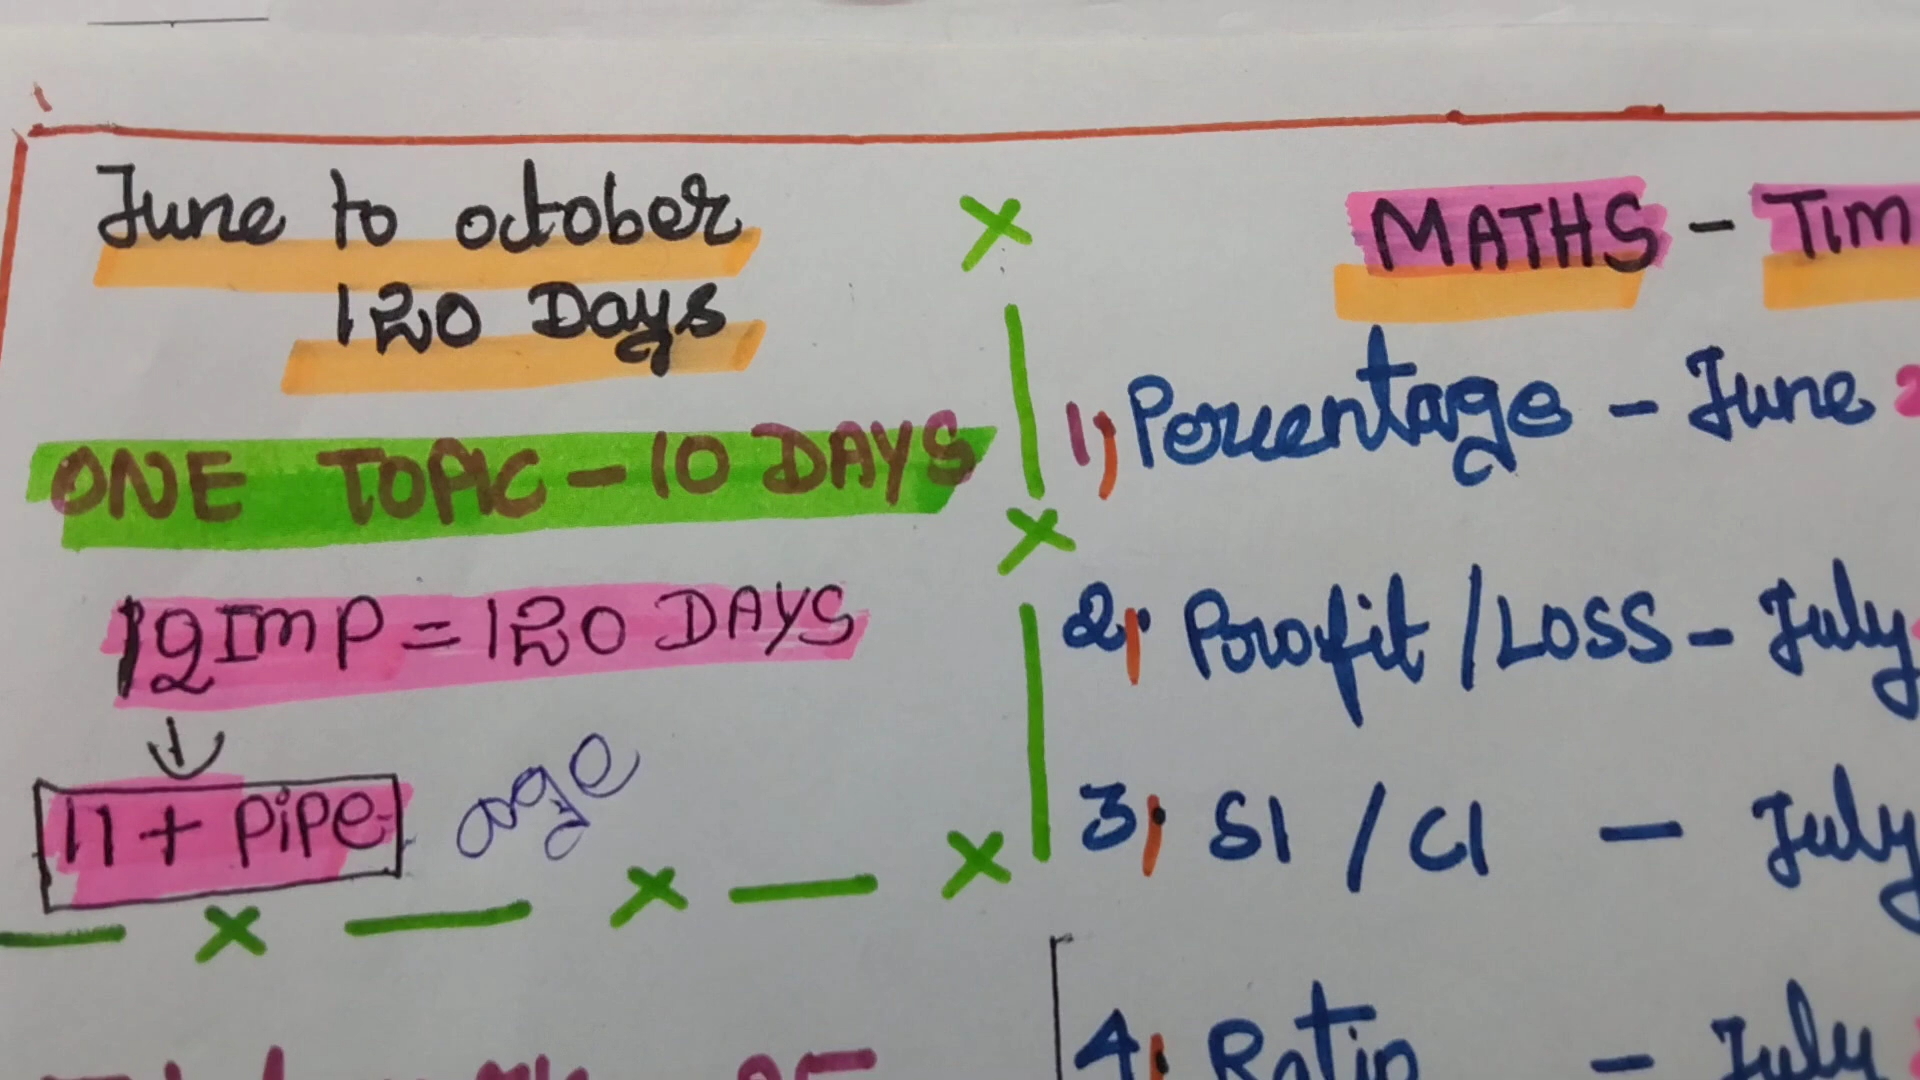 June to october
120 Days
ONE TOPIC - 10 DAYS
12 Imp = 120 DAYS
11 + pipe
age
MATHS - TIM
1) Percentage - June
2) Profit / LOSS - July
3) SI / CI - July
4) Ratio - July